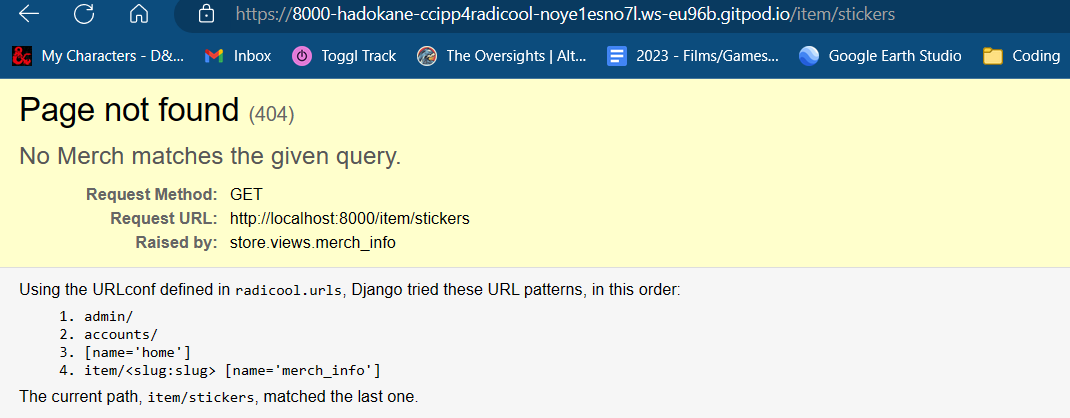 https://8000-hadokane-ccipp4radicool-noye1esno7l.ws-eu96b.gitpod.io/item/stickers
My Characters - D&... Inbox Toggl Track The Oversights | Alt... 2023 - Films/Games... Google Earth Studio Coding
Page not found (404)
No Merch matches the given query.
Request Method: GET
Request URL: http://localhost:8000/item/stickers
Raised by: store.views.merch_info
Using the URLconf defined in radicool.urls, Django tried these URL patterns, in this order:
1. admin/
2. accounts/
3. [name='home']
4. item/<slug:slug> [name='merch_info']
The current path, item/stickers, matched the last one.